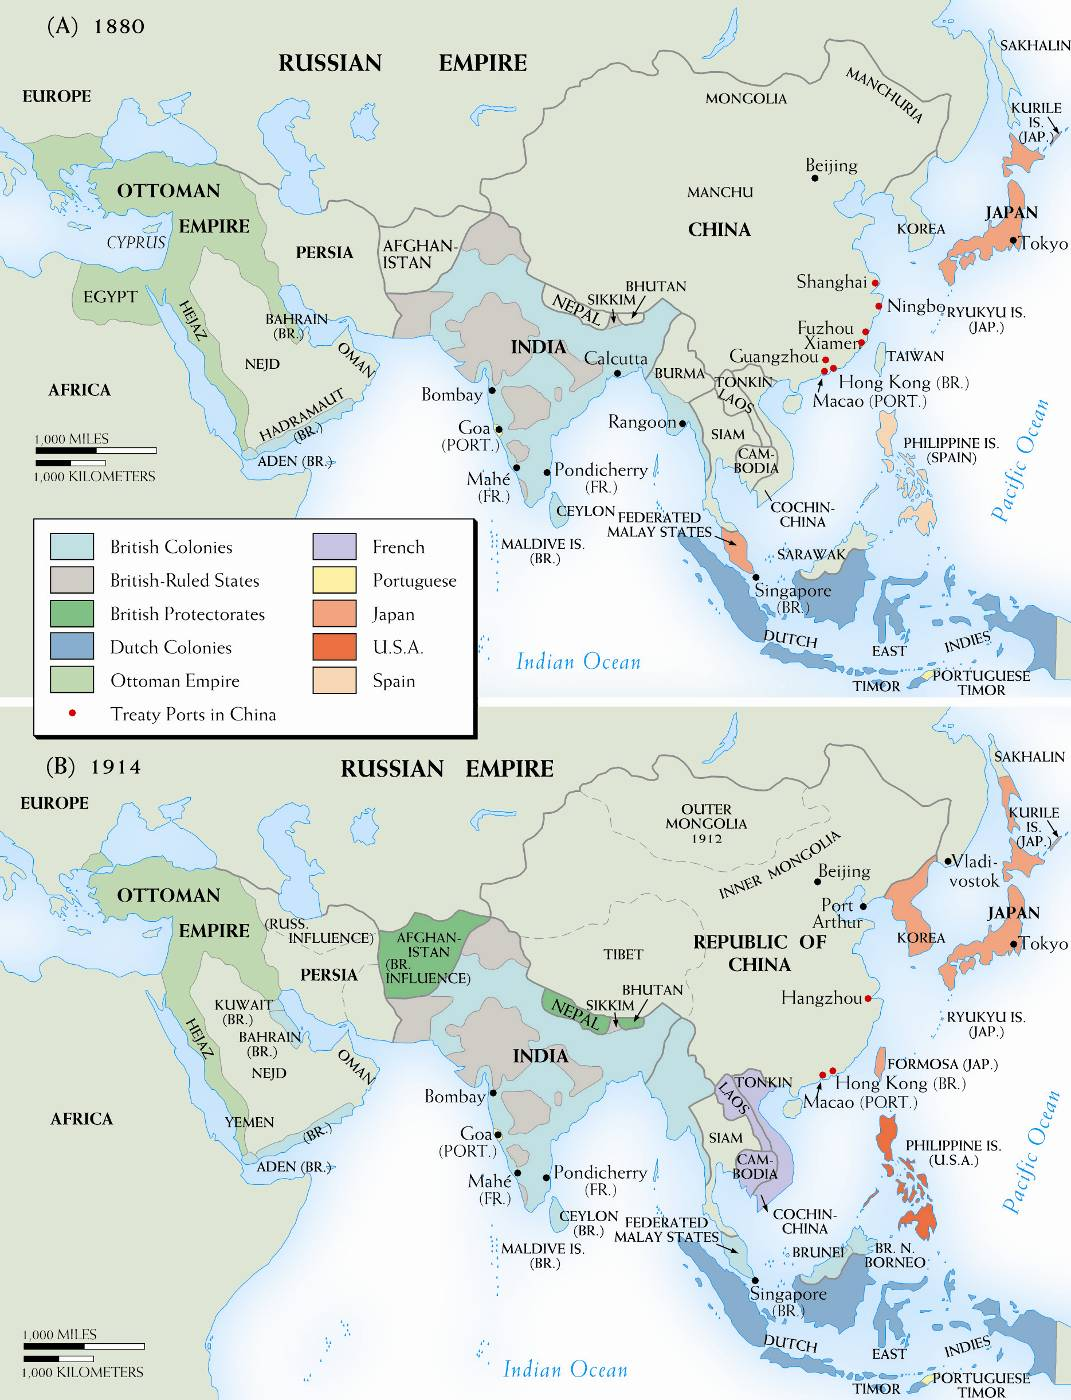 (A) 1880
RUSSIAN EMPIRE
EUROPE
SAKHALIN
MONGOLIA
MANCHURIA
KURILE
IS.
(JAP.)
OTTOMAN
EMPIRE
CYPRUS
Beijing
MANCHU
CHINA
JAPAN
KOREA
Tokyo
PERSIA
AFGHAN-
ISTAN
EGYPT
HEJAZ
BAHRAIN
(BR.)
OMAN
NEJD
HADRAMAUT
(BR.)
ADEN (BR.)
AFRICA
NEPAL
SIKKIM
BHUTAN
INDIA
Calcutta
BURMA
Bombay
Goa
(PORT.)
Mahé
(FR.)
Pondicherry
(FR.)
CEYLON
MALDIVE IS.
(BR.)
Rangoon
Shanghai
Ningbo
RYUKYU IS.
(JAP.)
Fuzhou
Xiamen
Guangzhou
TAIWAN
Hong Kong (BR.)
Macao (PORT.)
TONKIN
LAOS
SIAM
CAM-
BODIA
COCHIN-
CHINA
PHILIPPINE IS.
(SPAIN)
Pacific Ocean
FEDERATED
MALAY STATES
SARAWAK
Singapore
(BR.)
DUTCH EAST INDIES
TIMOR
PORTUGUESE
TIMOR
Indian Ocean
1,000 MILES
1,000 KILOMETERS
British Colonies
British-Ruled States
British Protectorates
Dutch Colonies
Ottoman Empire
Treaty Ports in China
French
Portuguese
Japan
U.S.A.
Spain
(B) 1914
RUSSIAN EMPIRE
EUROPE
SAKHALIN
OUTER
MONGOLIA
1912
INNER MONGOLIA
KURILE
IS.
(JAP.)
Vladi-
vostok
OTTOMAN
EMPIRE
(RUSS.
INFLUENCE)
PERSIA
AFGHAN-
ISTAN
(BR.
INFLUENCE)
Beijing
Port
Arthur
JAPAN
KOREA
Tokyo
TIBET
REPUBLIC OF
CHINA
Hangzhou
RYUKYU IS.
(JAP.)
KUWAIT
(BR.)
BAHRAIN
(BR.)
HEJAZ
OMAN
NEJD
YEMEN
(BR.)
ADEN (BR.)
AFRICA
NEPAL
SIKKIM
BHUTAN
INDIA
Bombay
Goa
(PORT.)
Mahé
(FR.)
Pondicherry
(FR.)
CEYLON
(BR.)
MALDIVE IS.
(BR.)
FORMOSA (JAP.)
Hong Kong (BR.)
Macao (PORT.)
TONKIN
LAOS
SIAM
CAM-
BODIA
COCHIN-
CHINA
PHILIPPINE IS.
(U.S.A.)
Pacific Ocean
FEDERATED
MALAY STATES
BRUNEI
BR. N.
BORNEO
Singapore
(BR.)
DUTCH EAST INDIES
TIMOR
PORTUGUESE
TIMOR
Indian Ocean
1,000 MILES
1,000 KILOMETERS